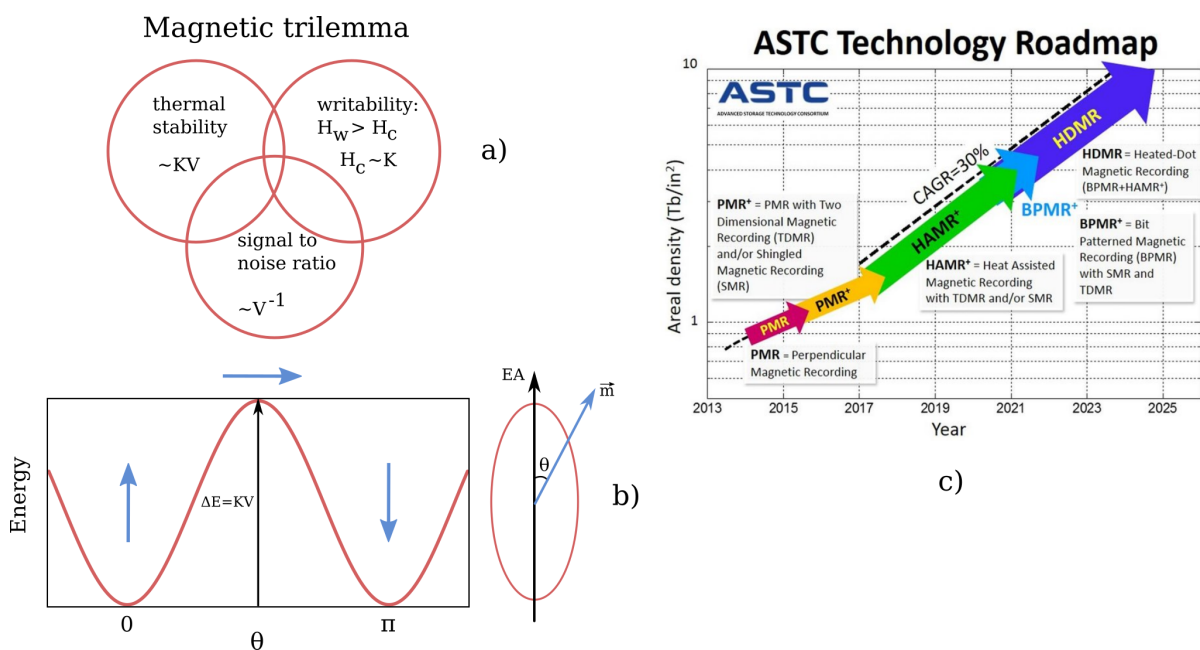 Magnetic trilemma
thermal
stability
~KV
writability:
H_w > H_c
H_c~K
signal to
noise ratio
~V^-1
a)
Energy
ΔE=KV
0
θ
π
EA
m⃗
θ
b)
ASTC Technology Roadmap
ASTC
ADVANCED STORAGE TECHNOLOGY CONSORTIUM
Areal density (Tb/in²)
10
1
CAGR=30%
HDMR
HDMR = Heated-Dot
Magnetic Recording
(BPMR+HAMR⁺)
BPMR⁺
BPMR⁺ = Bit
Patterned Magnetic
Recording (BPMR)
with SMR and
TDMR
HAMR⁺
HAMR⁺ = Heat Assisted
Magnetic Recording
with TDMR and/or SMR
PMR⁺ = PMR with Two
Dimensional Magnetic
Recording (TDMR)
and/or Shingled
Magnetic Recording
(SMR)
PMR⁺
PMR
PMR = Perpendicular
Magnetic Recording
2013 2015 2017 2019 2021 2023 2025
Year
c)